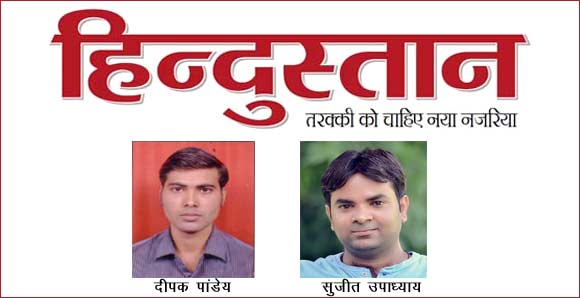 हिन्दुस्तान
तरक्की को चाहिए नया नजरिया
दीपक पांडेय
सुजीत उपाध्याय